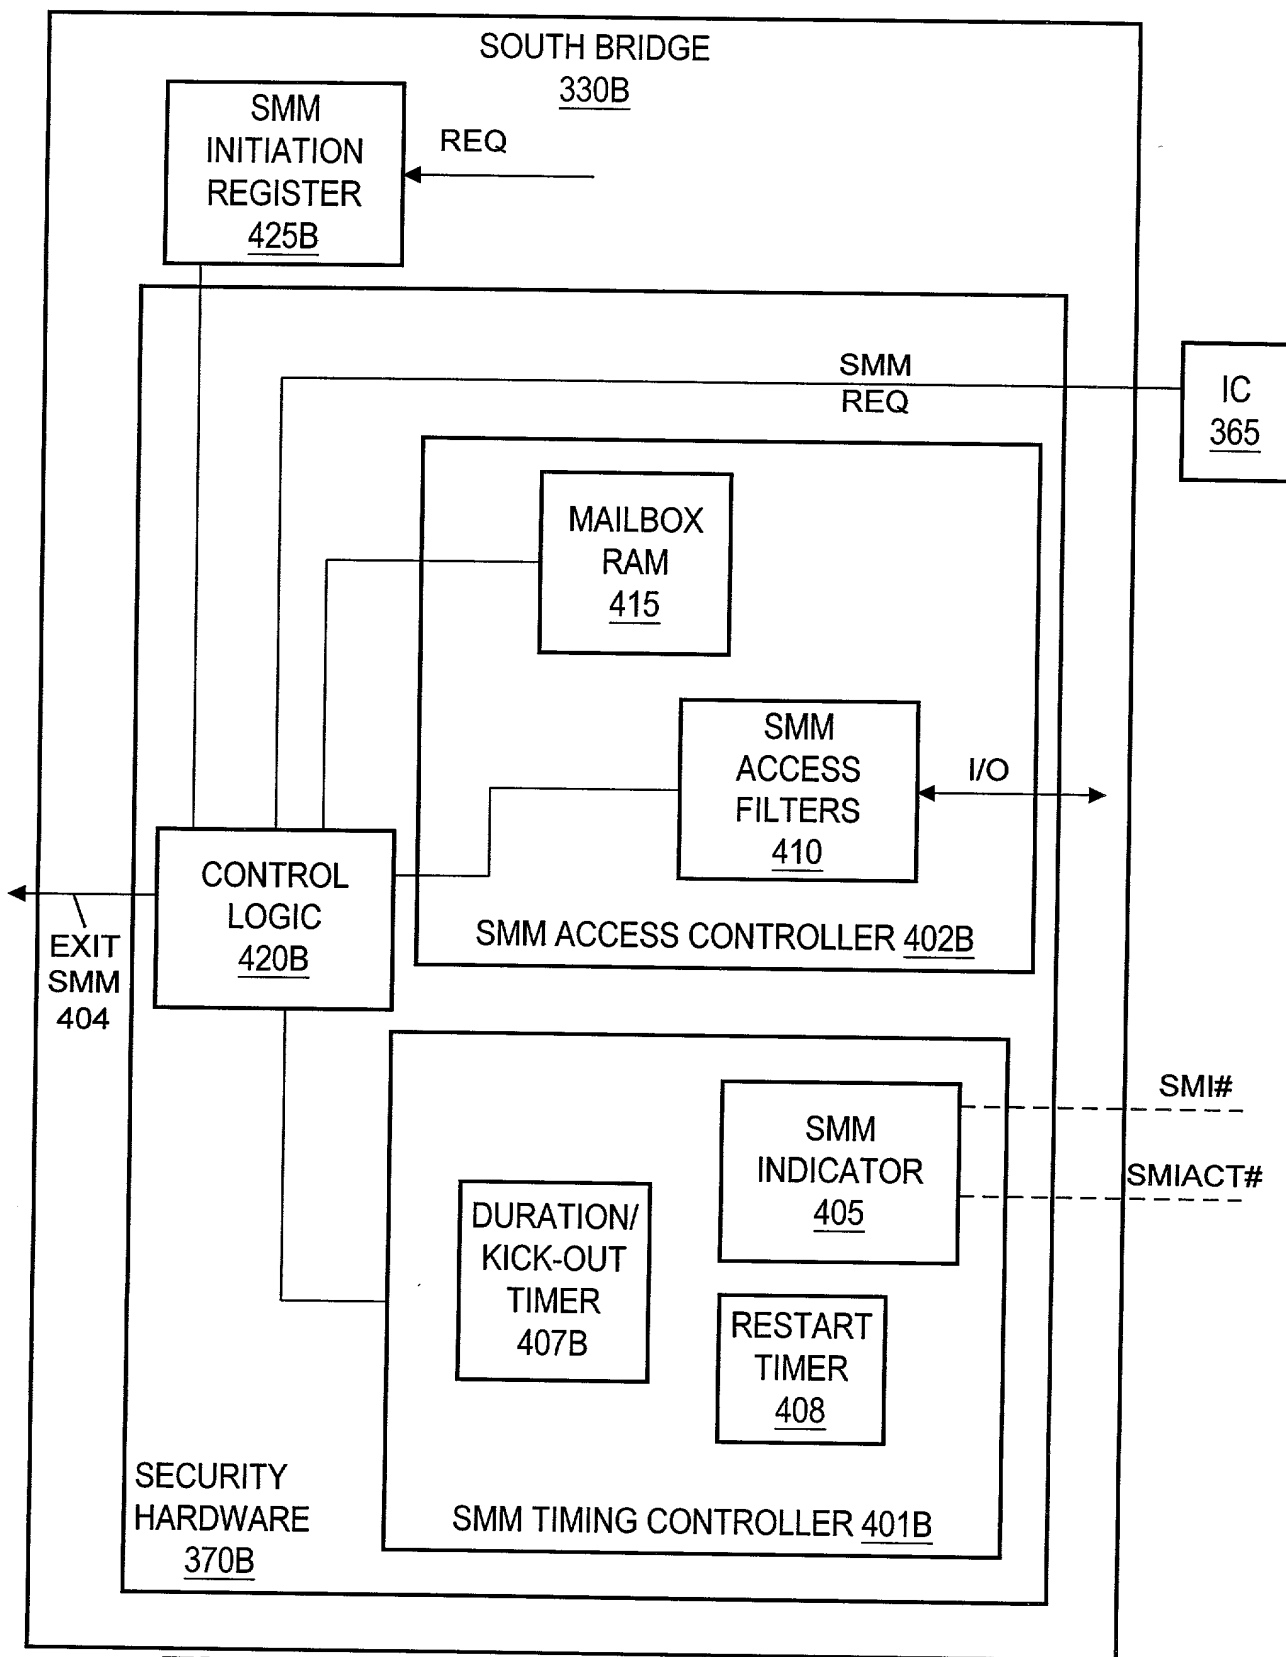 SOUTH BRIDGE
330B
SMM
INITIATION
REGISTER
425B
REQ
SMM
REQ
IC
365
MAILBOX
RAM
415
SMM
ACCESS
FILTERS
410
I/O
CONTROL
LOGIC
420B
EXIT
SMM
404
SMM ACCESS CONTROLLER 402B
SMI#
SMM
INDICATOR
405
SMIACT#
DURATION/
KICK-OUT
TIMER
407B
RESTART
TIMER
408
SECURITY
HARDWARE
370B
SMM TIMING CONTROLLER 401B